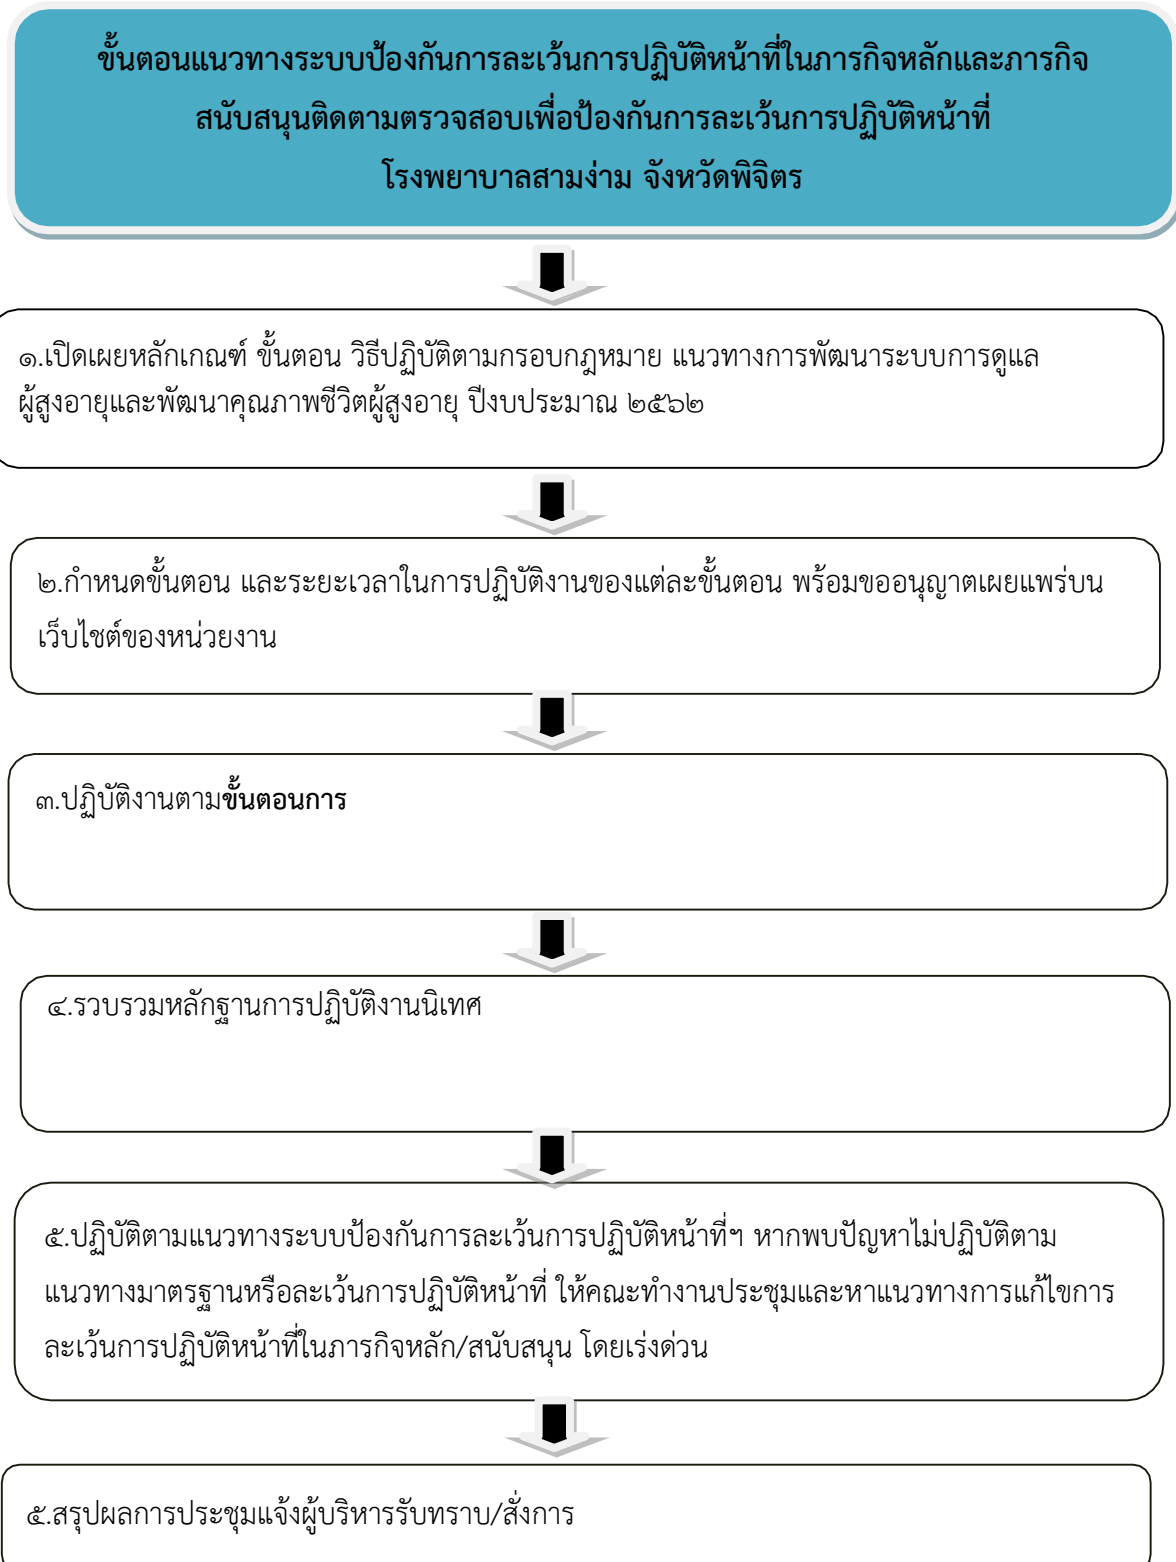 ขั้นตอนแนวทางระบบป้องกันการละเว้นการปฏิบัติหน้าที่ในภารกิจหลักและภารกิจ
สนับสนุนติดตามตรวจสอบเพื่อป้องกันการละเว้นการปฏิบัติหน้าที่
โรงพยาบาลสามง่าม จังหวัดพิจิตร
๑.เปิดเผยหลักเกณฑ์ ขั้นตอน วิธีปฏิบัติตามกรอบกฎหมาย แนวทางการพัฒนาระบบการดูแล
ผู้สูงอายุและพัฒนาคุณภาพชีวิตผู้สูงอายุ ปีงบประมาณ ๒๕๖๒
๒.กำหนดขั้นตอน และระยะเวลาในการปฏิบัติงานของแต่ละขั้นตอน พร้อมขออนุญาตเผยแพร่บน
เว็บไซต์ของหน่วยงาน
๓.ปฏิบัติงานตามขั้นตอนการ
๔.รวบรวมหลักฐานการปฏิบัติงานนิเทศ
๕.ปฏิบัติตามแนวทางระบบป้องกันการละเว้นการปฏิบัติหน้าที่ฯ หากพบปัญหาไม่ปฏิบัติตาม
แนวทางมาตรฐานหรือละเว้นการปฏิบัติหน้าที่ ให้คณะทำงานประชุมและหาแนวทางการแก้ไขการ
ละเว้นการปฏิบัติหน้าที่ในภารกิจหลัก/สนับสนุน โดยเร่งด่วน
๕.สรุปผลการประชุมแจ้งผู้บริหารรับทราบ/สั่งการ